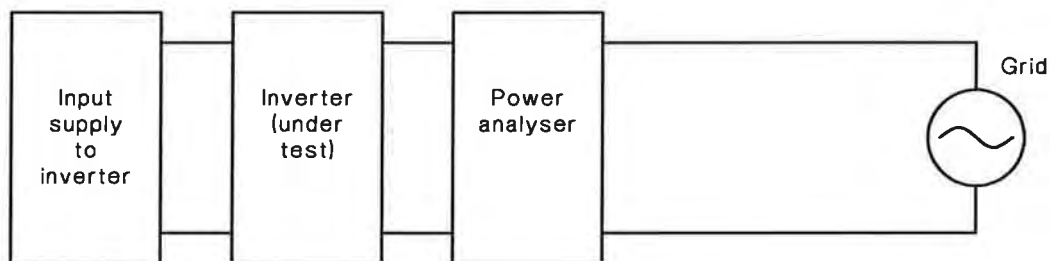 Input
supply
to
inverter
Inverter
(under
test)
Power
analyser
Grid